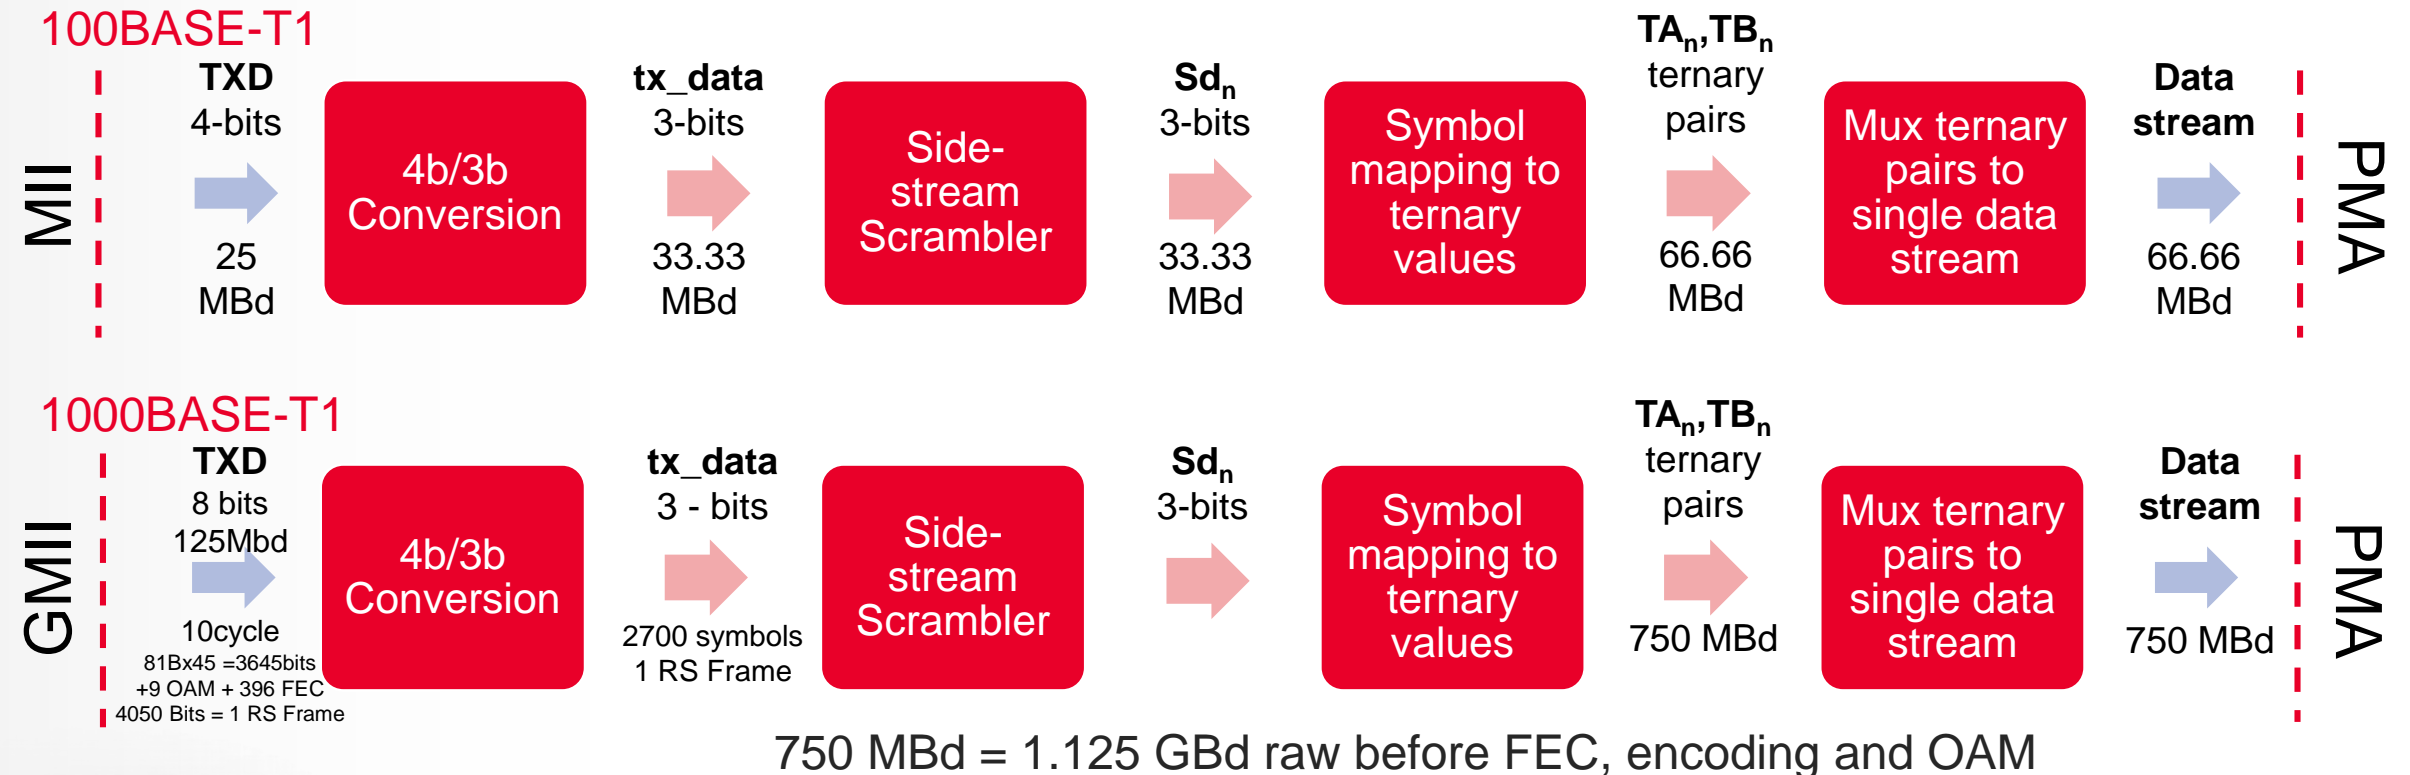 100BASE-T1
MII
TXD
4-bits
25
MBd
4b/3b
Conversion
tx_data
3-bits
33.33
MBd
Side-
stream
Scrambler
Sdn
3-bits
33.33
MBd
Symbol
mapping to
ternary
values
TAn,TBn
ternary
pairs
66.66
MBd
Mux ternary
pairs to
single data
stream
Data
stream
66.66
MBd
PMA
1000BASE-T1
GMIII
TXD
8 bits
125Mbd
10cycle
81Bx45 =3645bits
+9 OAM + 396 FEC
4050 Bits = 1 RS Frame
4b/3b
Conversion
tx_data
3 - bits
2700 symbols
1 RS Frame
Side-
stream
Scrambler
Sdn
3-bits
Symbol
mapping to
ternary
values
TAn,TBn
ternary
pairs
750 MBd
Mux ternary
pairs to
single data
stream
Data
stream
750 MBd
PMA
750 MBd = 1.125 GBd raw before FEC, encoding and OAM